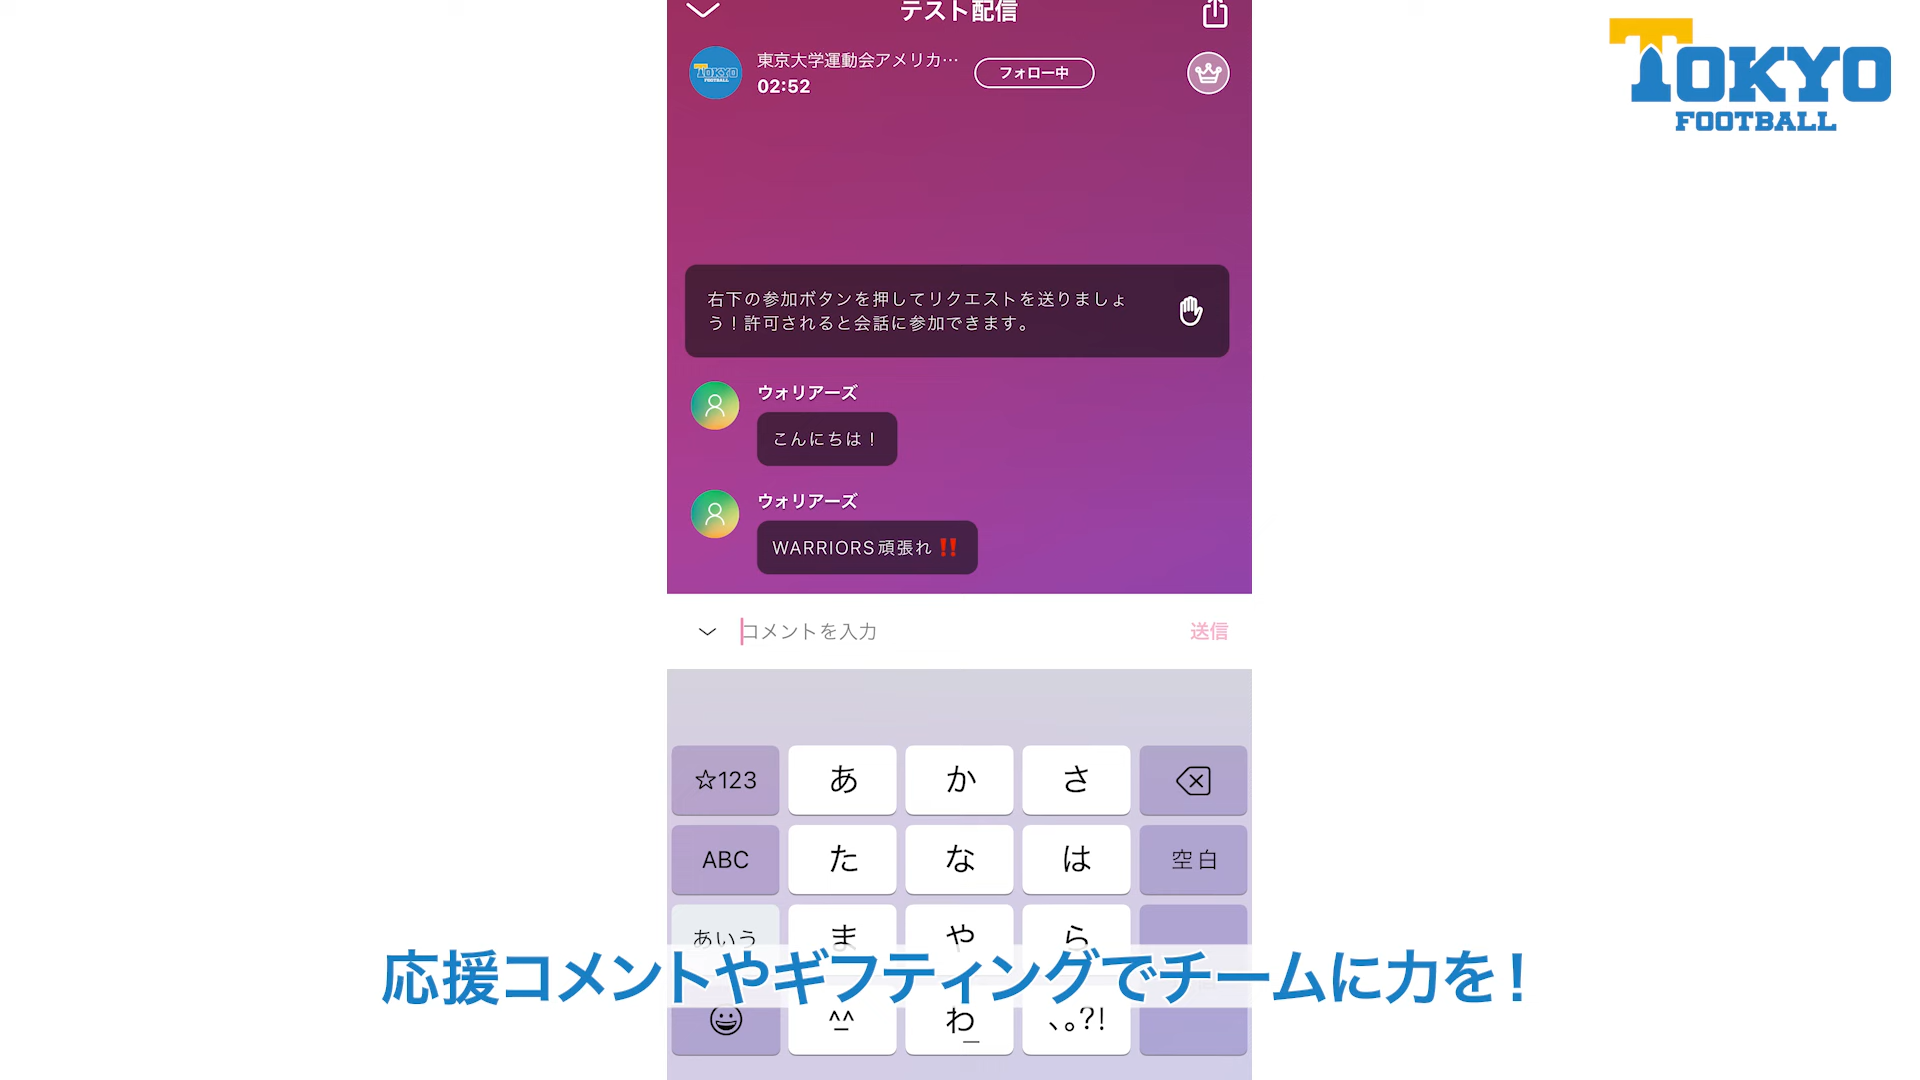 テスト配信
TOKYO
FOOTBALL
TOKYO
FOOTBALL
東京大学運動会アメリカ…
フォロー中
02:52
右下の参加ボタンを押してリクエストを送りましょ
う！許可されると会話に参加できます。
ウォリアーズ
こんにちは！
ウォリアーズ
WARRIORS頑張れ‼️
コメントを入力
送信
☆123
あ
か
さ
ABC
た
な
は
空白
あいう
ま
や
ら
応援コメントやギフティングでチームに力を！
^_^
わ_
、。?!